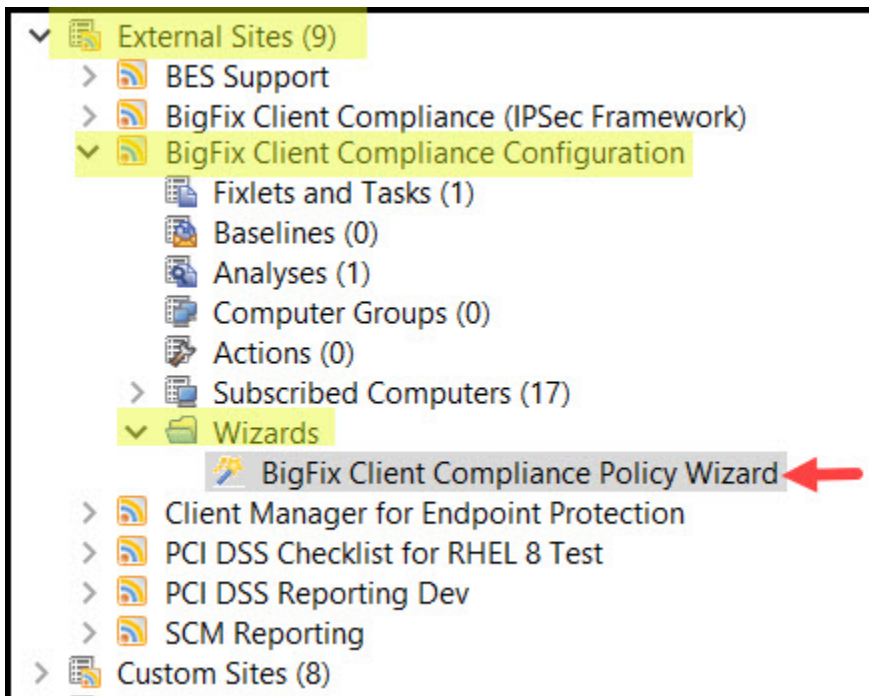 External Sites (9)
BES Support
BigFix Client Compliance (IPSec Framework)
BigFix Client Compliance Configuration
Fixlets and Tasks (1)
Baselines (0)
Analyses (1)
Computer Groups (0)
Actions (0)
Subscribed Computers (17)
Wizards
BigFix Client Compliance Policy Wizard
Client Manager for Endpoint Protection
PCI DSS Checklist for RHEL 8 Test
PCI DSS Reporting Dev
SCM Reporting
Custom Sites (8)